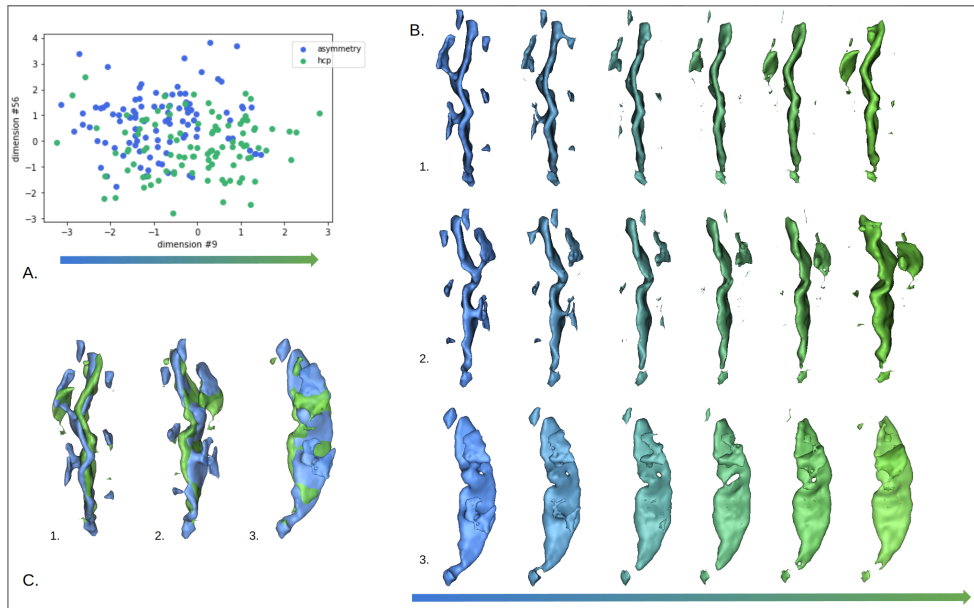 4
3
2
1
0
−1
−2
−3
dimension #56
asymmetry
hcp
−3 −2 −1 0 1 2 3
dimension #9
A.
B.
1.
2.
3.
1. 2. 3.
C.